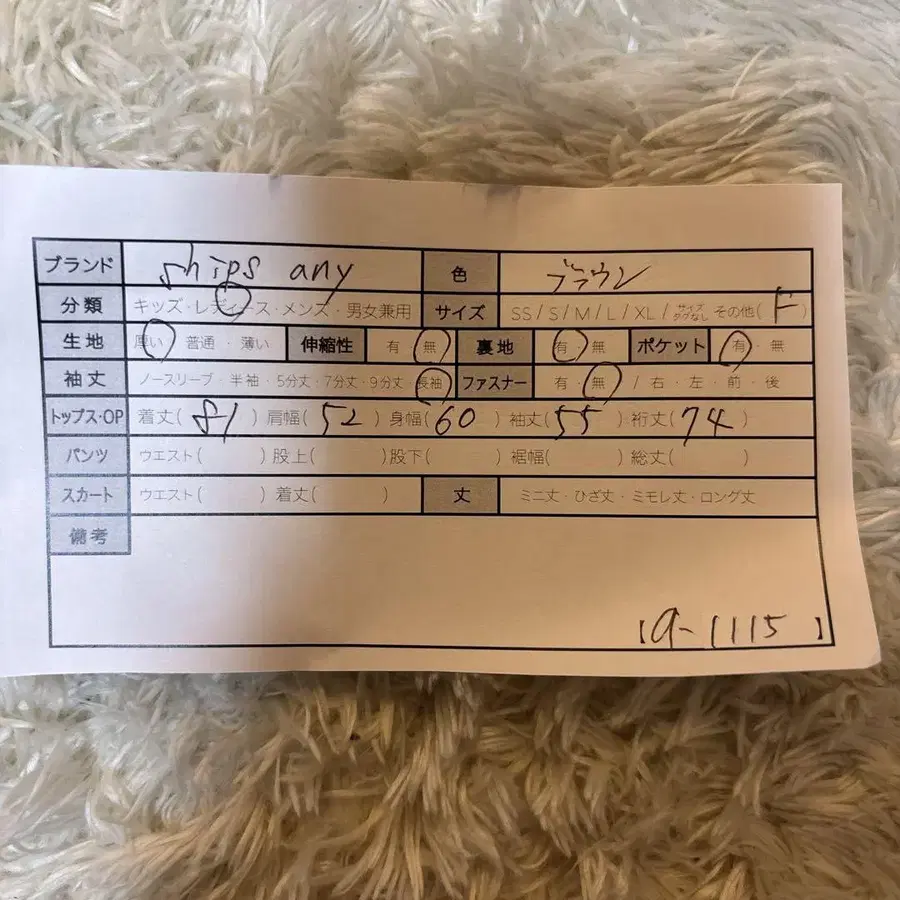 ブランド ships any 色 ブラウン
分類 キッズ・レディース・メンズ・男女兼用 サイズ SS/S/M/L/XL/サイズタグなし その他(F)
生地 厚い・普通・薄い 伸縮性 有・無 裏地 有・無 ポケット 有・無
袖丈 ノースリーブ・半袖・5分丈・7分丈・9分丈・長袖 ファスナー 有・無/右・左・前・後
トップス・OP 着丈(81)肩幅(52)身幅(60)袖丈(55)裄丈(74)
パンツ ウエスト( )股上( )股下( )裾幅( )総丈( )
スカート ウエスト( )着丈( ) 丈 ミニ丈・ひざ丈・ミモレ丈・ロング丈
備考
【a-1115】